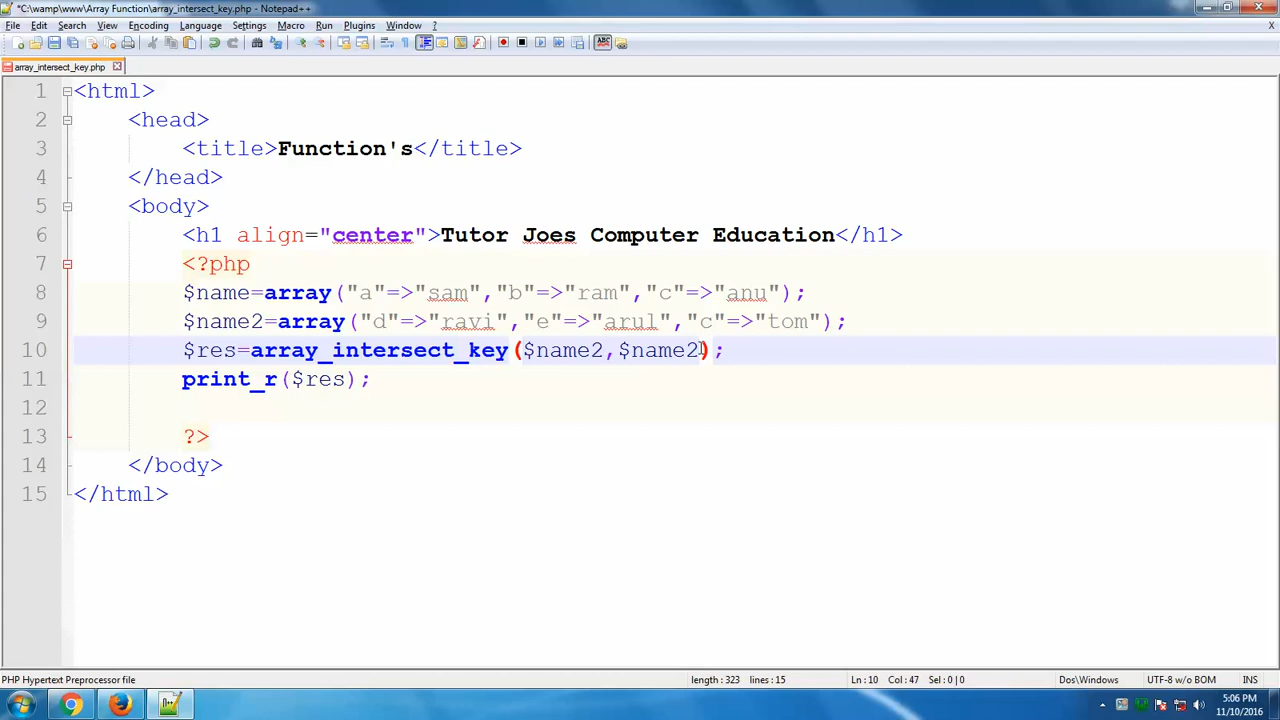 *C:\wamp\www\Array Function\array_intersect_key.php - Notepad++
File Edit Search View Encoding Language Settings Macro Run Plugins Window ?
X
array_intersect_key.php
1 <html>
2 <head>
3 <title>Function's</title>
4 </head>
5 <body>
6 <h1 align="center">Tutor Joes Computer Education</h1>
7 <?php
8 $name=array("a"=>"sam","b"=>"ram","c"=>"anu");
9 $name2=array("d"=>"ravi","e"=>"arul","c"=>"tom");
10 $res=array_intersect_key($name2,$name2);
11 print_r($res);
12
13 ?>
14 </body>
15 </html>
PHP Hypertext Preprocessor file length : 323 lines : 15 Ln : 10 Col : 47 Sel : 0 | 0 Dos\Windows UTF-8 w/o BOM INS
5:06 PM
11/10/2016